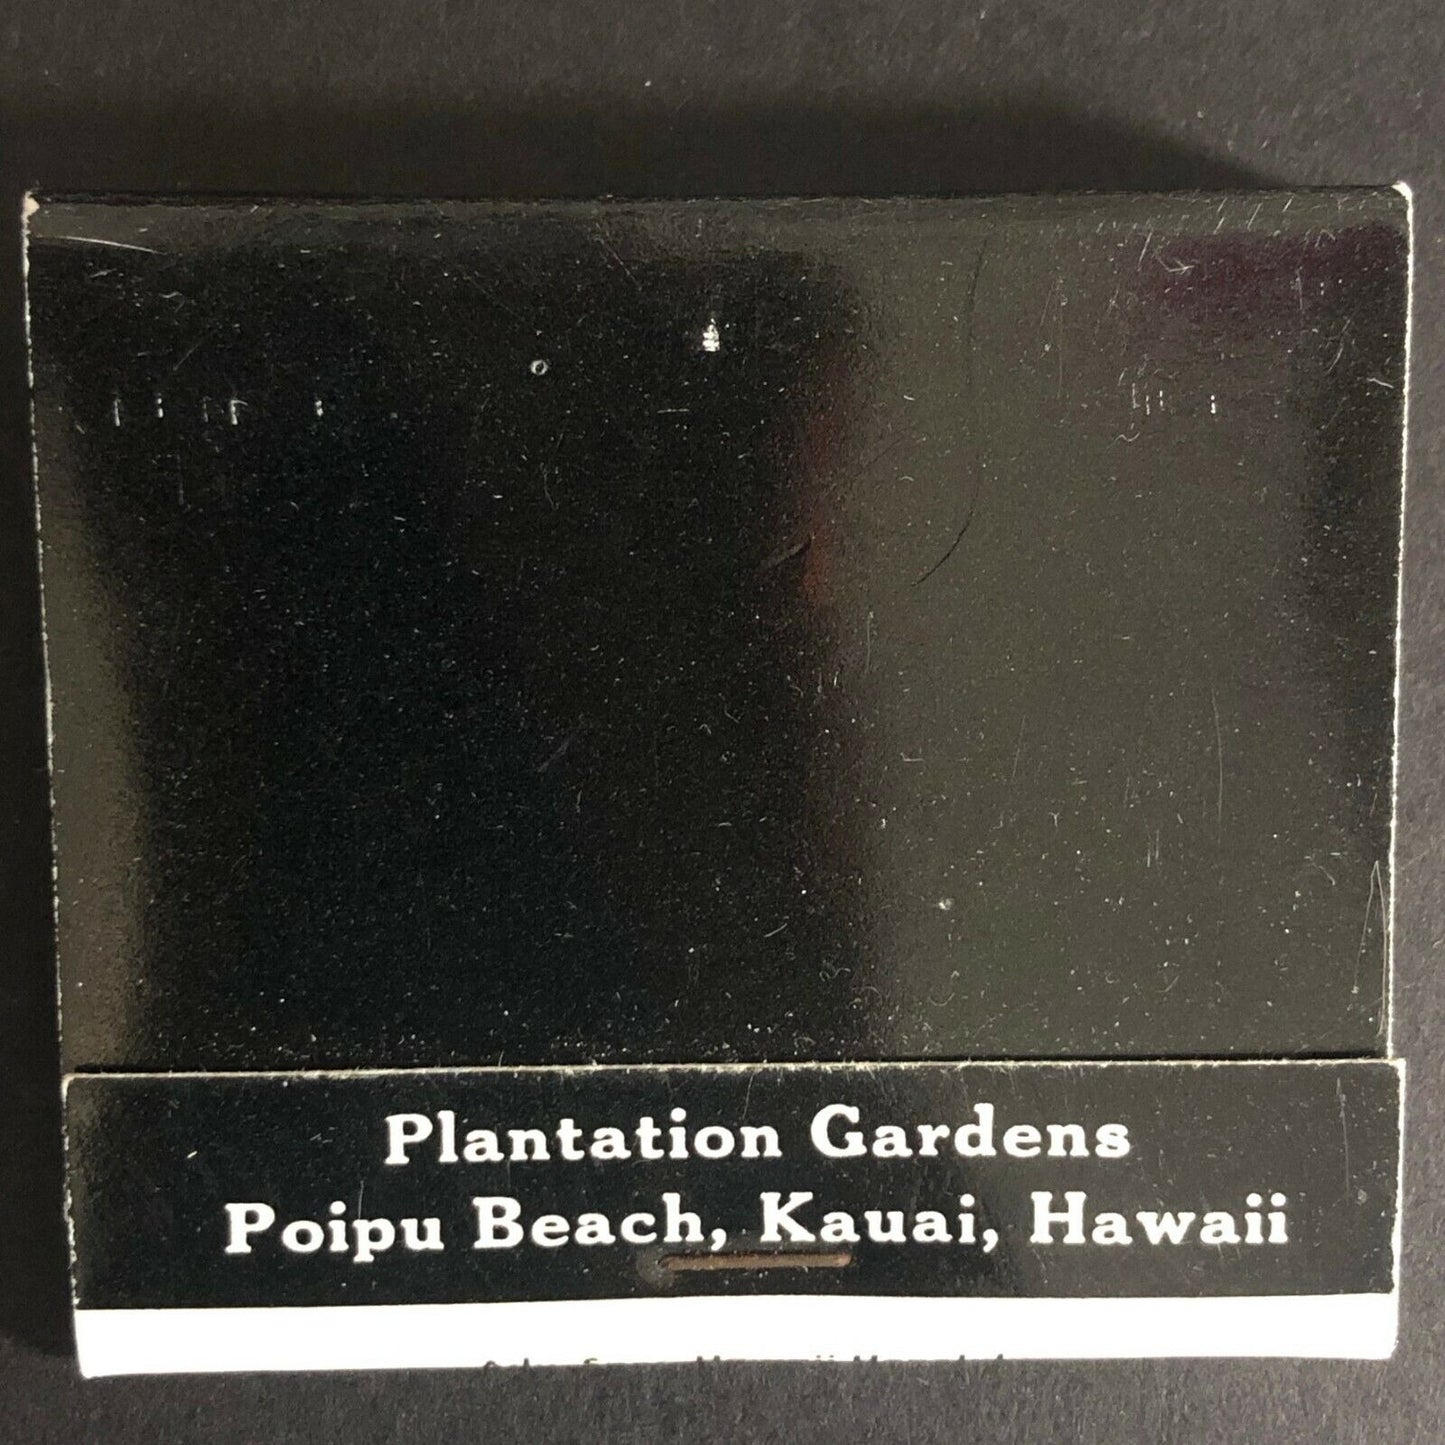 Plantation Gardens
Poipu Beach, Kauai, Hawaii